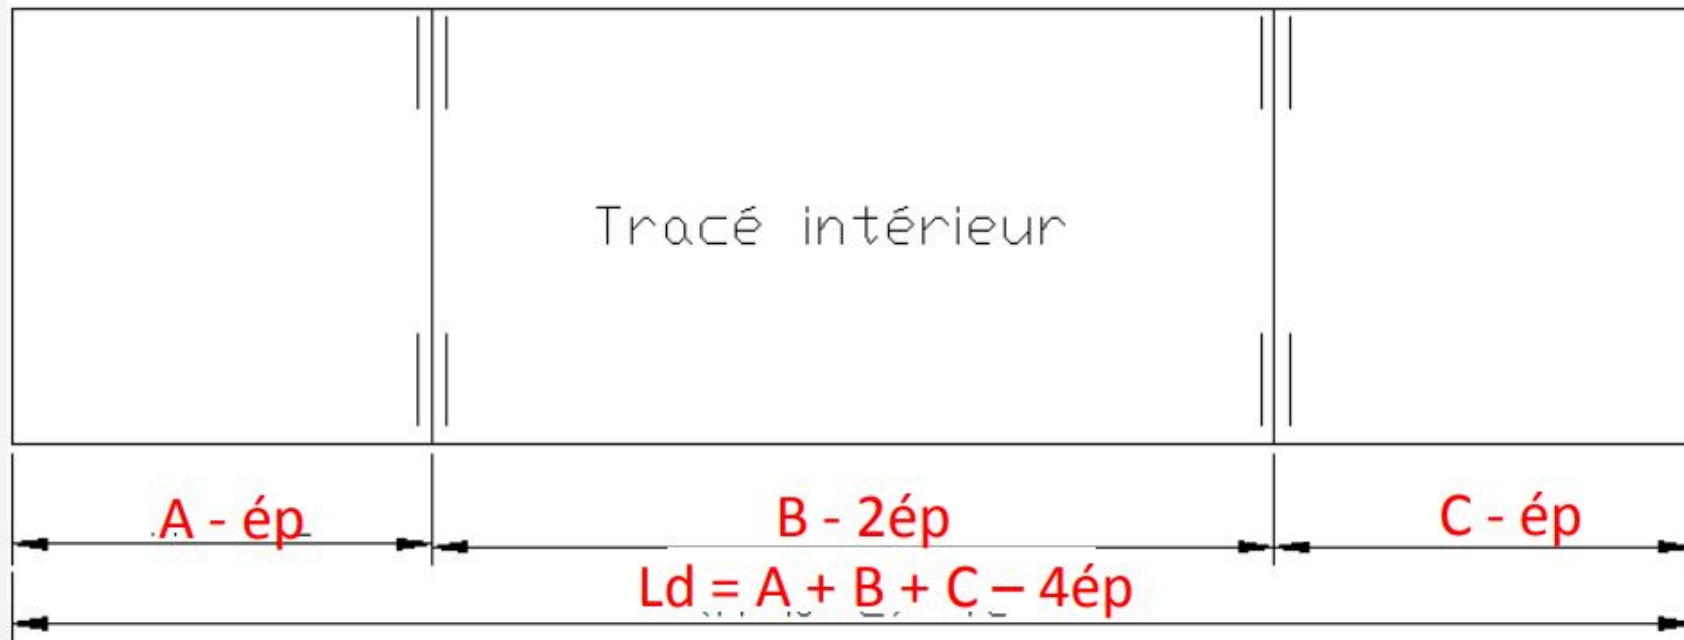 Tracé intérieur
A - ép
B - 2ép
C - ép
Ld = A + B + C – 4ép